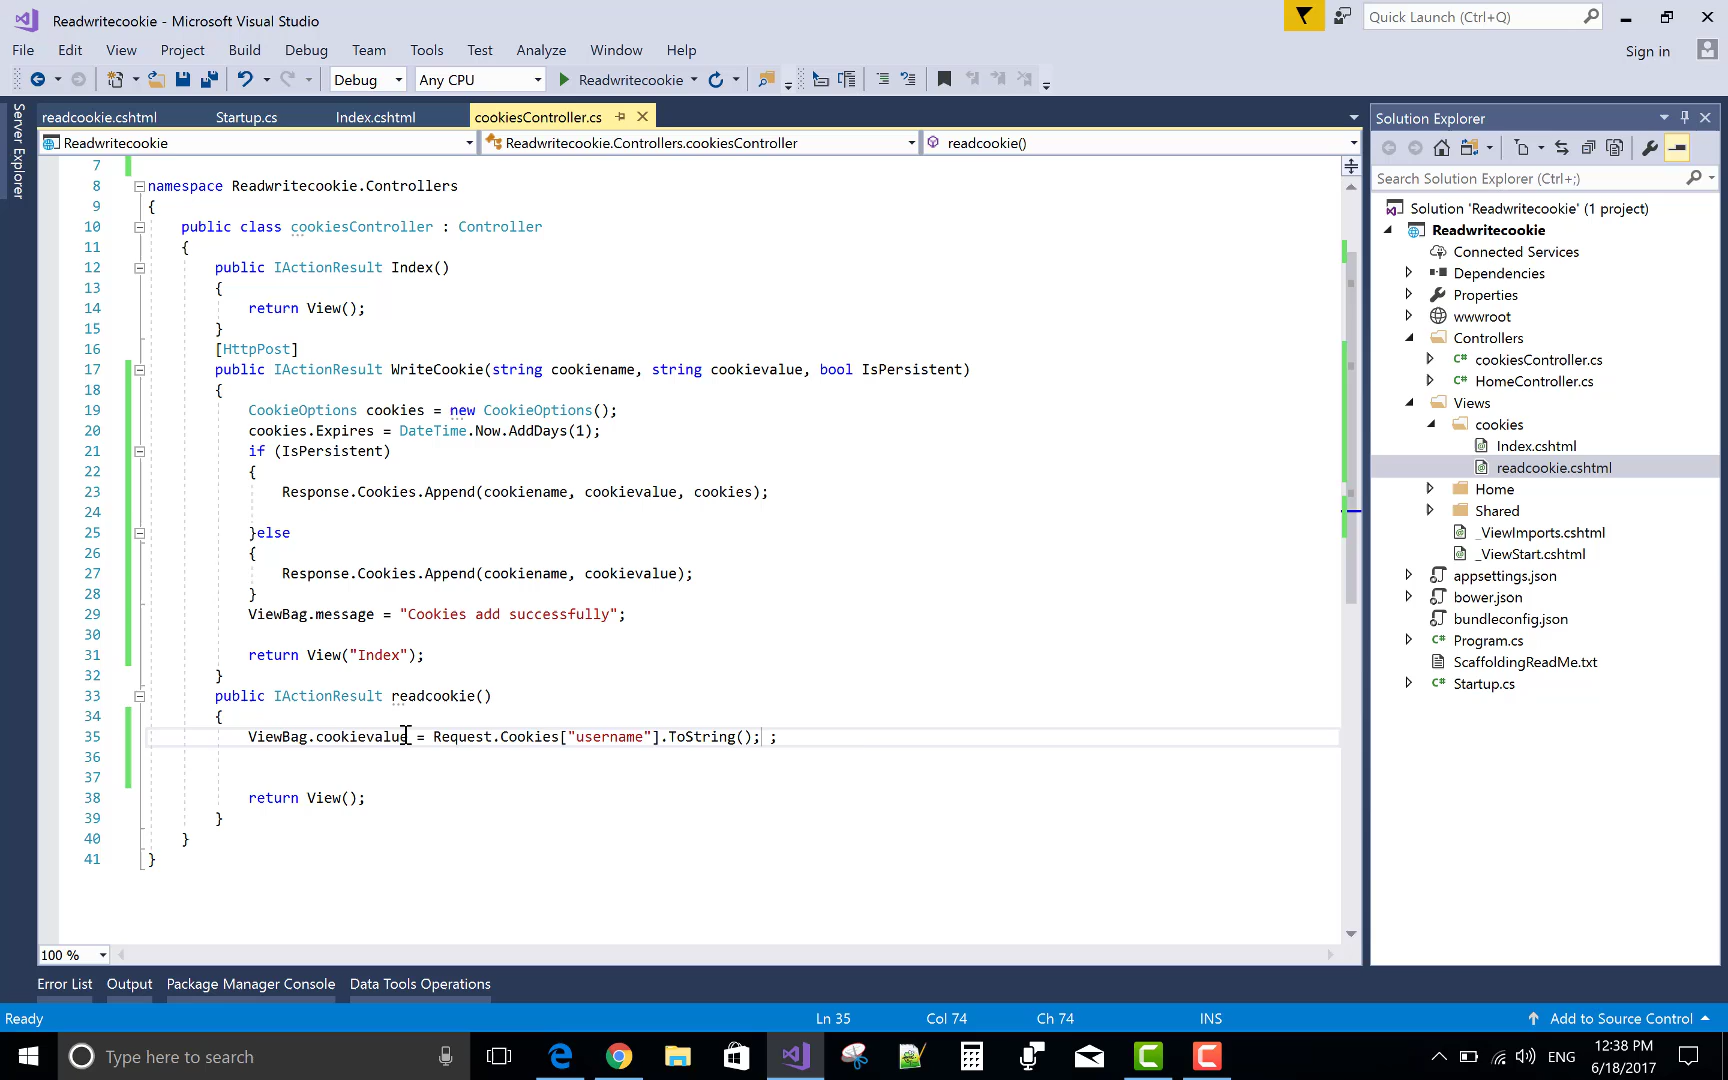 Readwritecookie - Microsoft Visual Studio
Quick Launch (Ctrl+Q)
File Edit View Project Build Debug Team Tools Test Analyze Window Help
Sign in
Debug Any CPU Readwritecookie
Server Explorer
readcookie.cshtml Startup.cs Index.cshtml cookiesController.cs
Readwritecookie Readwritecookie.Controllers.cookiesController readcookie()
7
8 namespace Readwritecookie.Controllers
9 {
10 public class cookiesController : Controller
11 {
12 public IActionResult Index()
13 {
14 return View();
15 }
16 [HttpPost]
17 public IActionResult WriteCookie(string cookiename, string cookievalue, bool IsPersistent)
18 {
19 CookieOptions cookies = new CookieOptions();
20 cookies.Expires = DateTime.Now.AddDays(1);
21 if (IsPersistent)
22 {
23 Response.Cookies.Append(cookiename, cookievalue, cookies);
24
25 }else
26 {
27 Response.Cookies.Append(cookiename, cookievalue);
28 }
29 ViewBag.message = "Cookies add successfully";
30
31 return View("Index");
32 }
33 public IActionResult readcookie()
34 {
35 ViewBag.cookievalue = Request.Cookies["username"].ToString(); ;
36
37
38 return View();
39 }
40 }
41 }
100 %
Solution Explorer
Search Solution Explorer (Ctrl+;)
Solution 'Readwritecookie' (1 project)
Readwritecookie
Connected Services
Dependencies
Properties
wwwroot
Controllers
C# cookiesController.cs
C# HomeController.cs
Views
cookies
Index.cshtml
readcookie.cshtml
Home
Shared
_ViewImports.cshtml
_ViewStart.cshtml
appsettings.json
bower.json
bundleconfig.json
C# Program.cs
ScaffoldingReadMe.txt
C# Startup.cs
Error List Output Package Manager Console Data Tools Operations
Ready Ln 35 Col 74 Ch 74 INS Add to Source Control
Type here to search
ENG 12:38 PM
6/18/2017